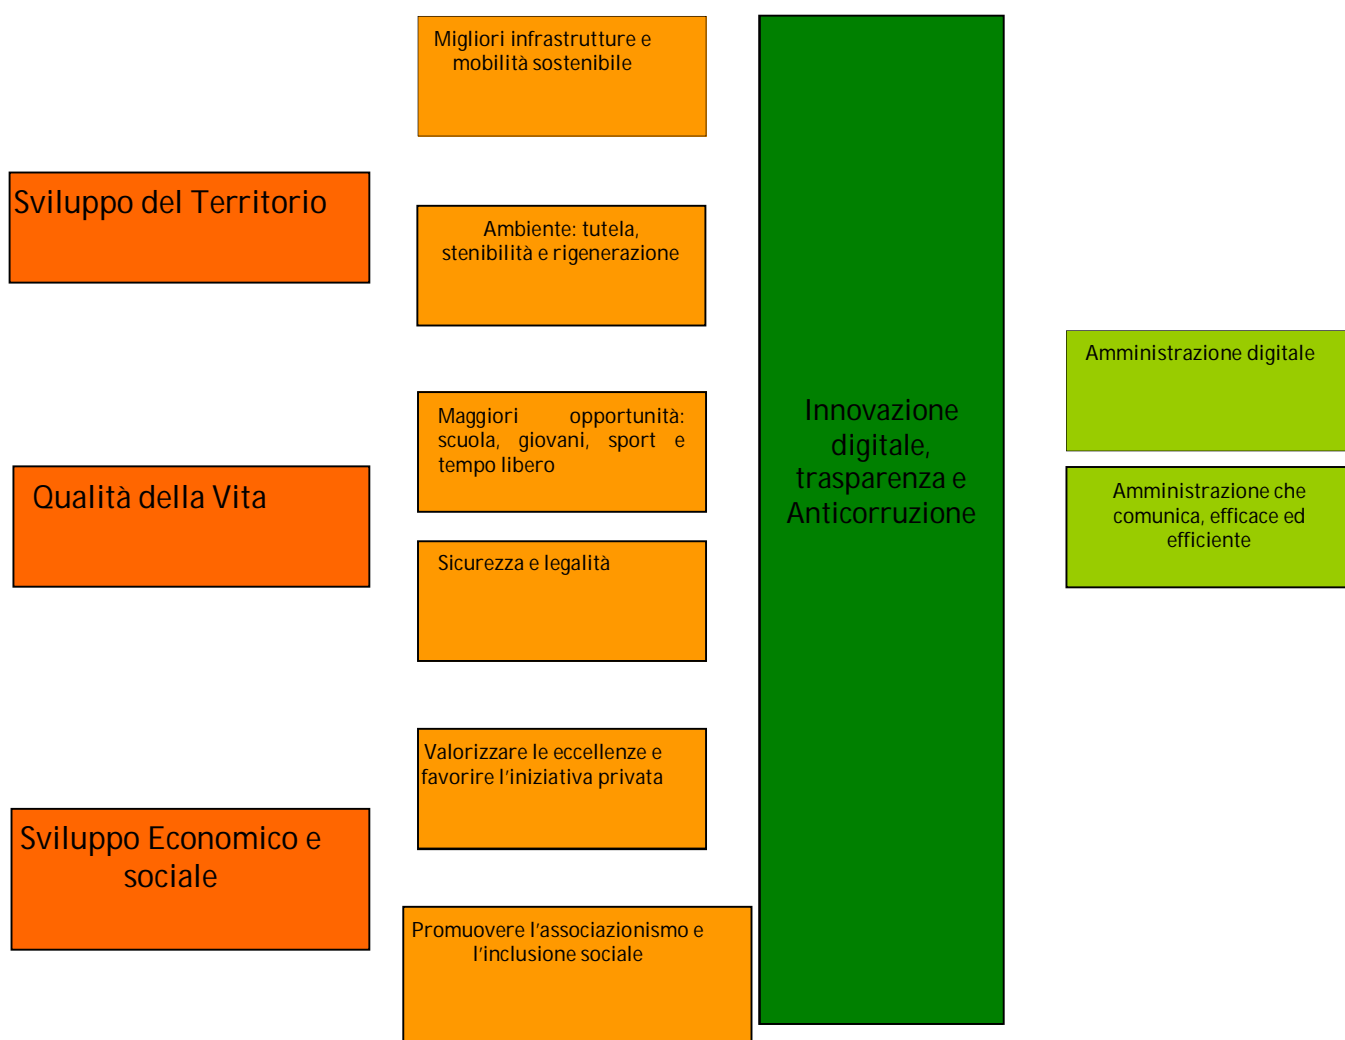 Migliori infrastrutture e
mobilità sostenibile
Sviluppo del Territorio
Ambiente: tutela,
stenibilità e rigenerazione
Maggiori opportunità:
scuola, giovani, sport e
tempo libero
Qualità della Vita
Sicurezza e legalità
Valorizzare le eccellenze e
favorire l'iniziativa privata
Sviluppo Economico e
sociale
Promuovere l'associazionismo e
l'inclusione sociale
Innovazione
digitale,
trasparenza e
Anticorruzione
Amministrazione digitale
Amministrazione che
comunica, efficace ed
efficiente